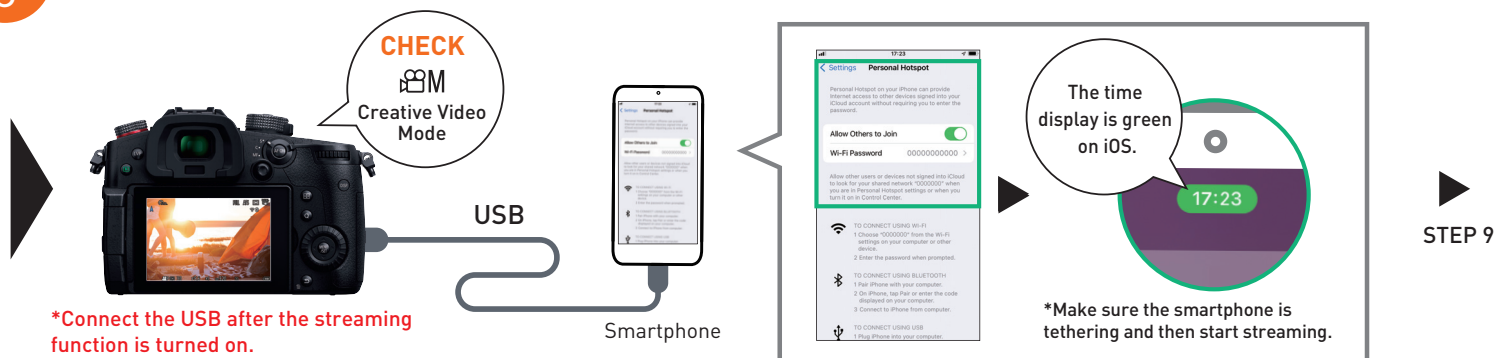 CHECK
M
Creative Video
Mode
USB
*Connect the USB after the streaming
function is turned on.
Smartphone
17:23
Settings Personal Hotspot
Personal Hotspot on your iPhone can provide
Internet access to other devices signed into your
iCloud account without requiring you to enter the
password.
Allow Others to Join
Wi-Fi Password 00000000000
Allow other users or devices not signed into iCloud
to look for your shared network "0000000" when
you are in Personal Hotspot settings or when you
turn it on in Control Center.
TO CONNECT USING WI-FI
1 Choose "0000000" from the Wi-Fi
settings on your computer or other
device.
2 Enter the password when prompted.
TO CONNECT USING BLUETOOTH
1 Pair iPhone with your computer.
2 On iPhone, tap Pair or enter the code
displayed on your computer.
3 Connect to iPhone from computer.
TO CONNECT USING USB
1 Plug iPhone into your computer.
The time
display is green
on iOS.
17:23
*Make sure the smartphone is
tethering and then start streaming.
STEP 9